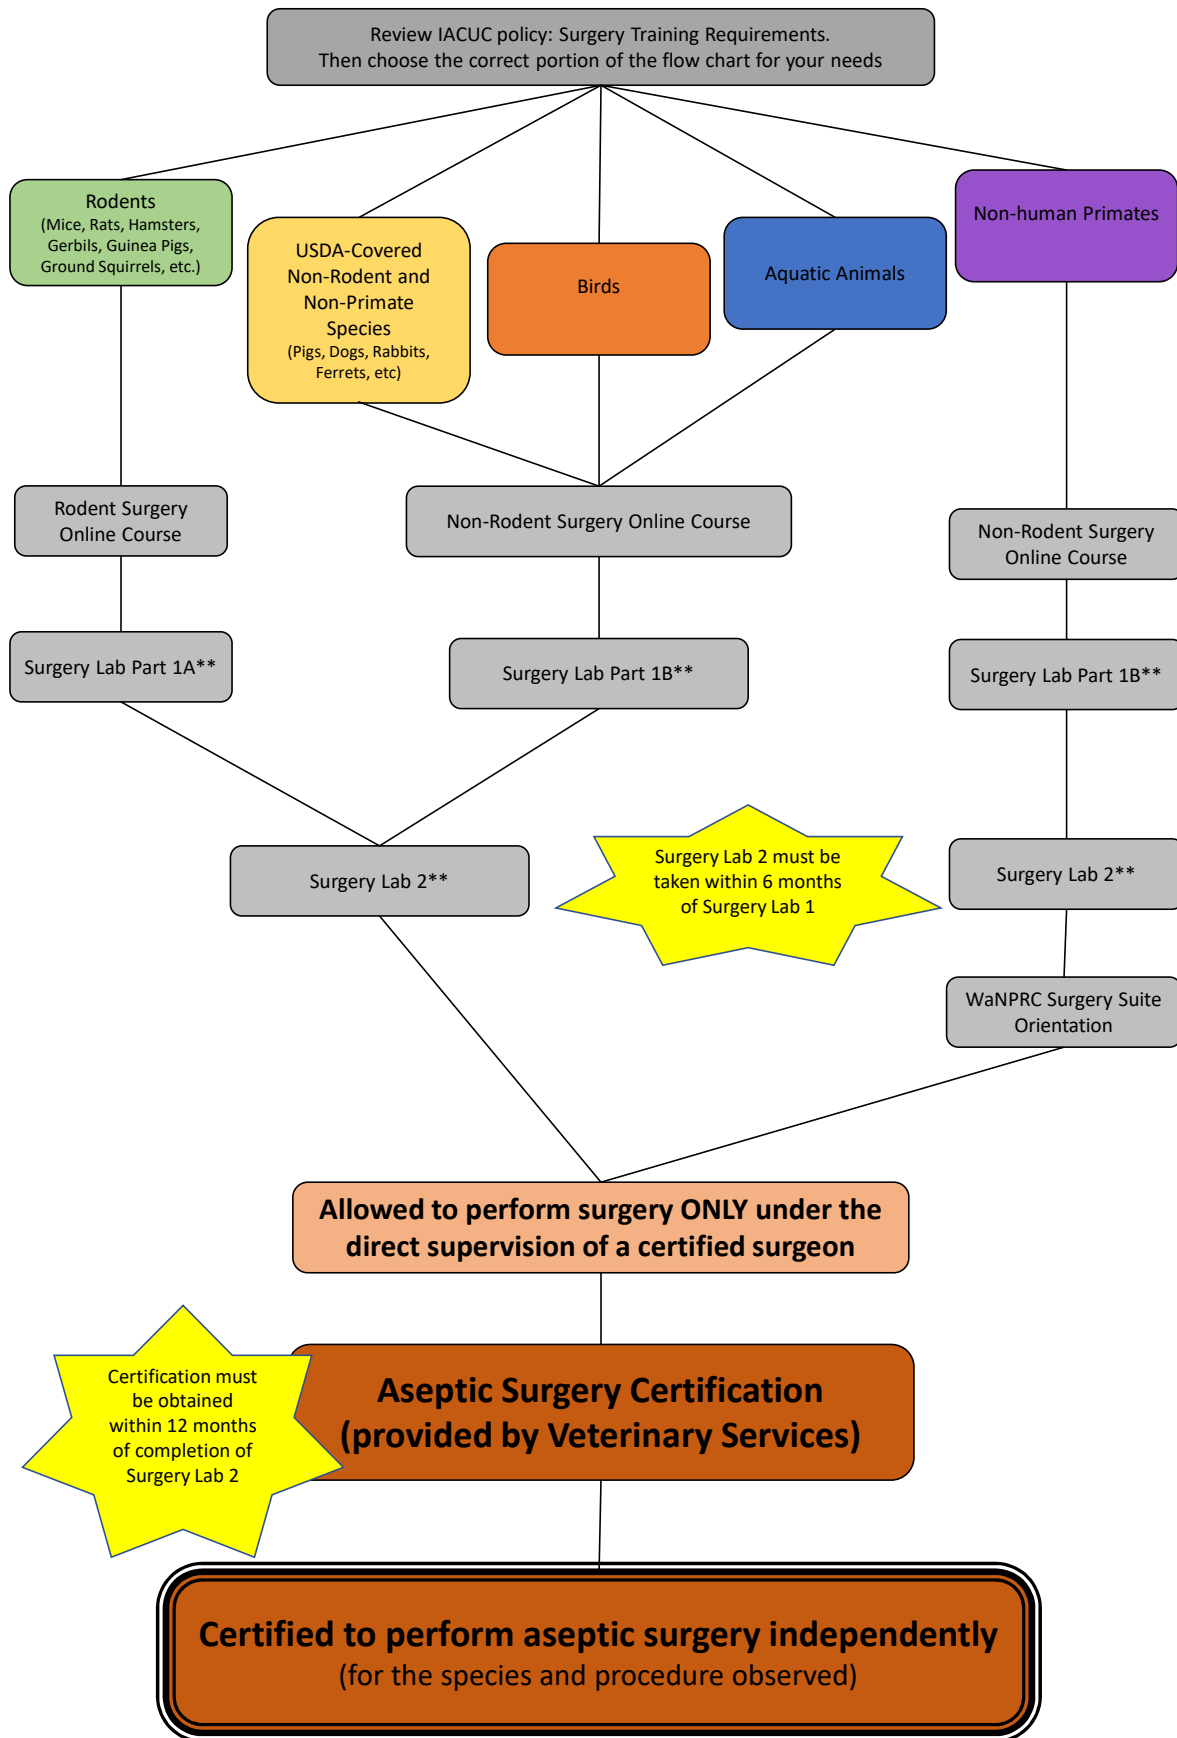 Review IACUC policy: Surgery Training Requirements.
Then choose the correct portion of the flow chart for your needs
Rodents
(Mice, Rats, Hamsters,
Gerbils, Guinea Pigs,
Ground Squirrels, etc.)
USDA-Covered
Non-Rodent and
Non-Primate
Species
(Pigs, Dogs, Rabbits,
Ferrets, etc)
Birds
Aquatic Animals
Non-human Primates
Rodent Surgery
Online Course
Non-Rodent Surgery Online Course
Non-Rodent Surgery
Online Course
Surgery Lab Part 1A**
Surgery Lab Part 1B**
Surgery Lab Part 1B**
Surgery Lab 2**
Surgery Lab 2 must be
taken within 6 months
of Surgery Lab 1
Surgery Lab 2**
WaNPRC Surgery Suite
Orientation
Allowed to perform surgery ONLY under the
direct supervision of a certified surgeon
Certification must
be obtained
within 12 months
of completion of
Surgery Lab 2
Aseptic Surgery Certification
(provided by Veterinary Services)
Certified to perform aseptic surgery independently
(for the species and procedure observed)